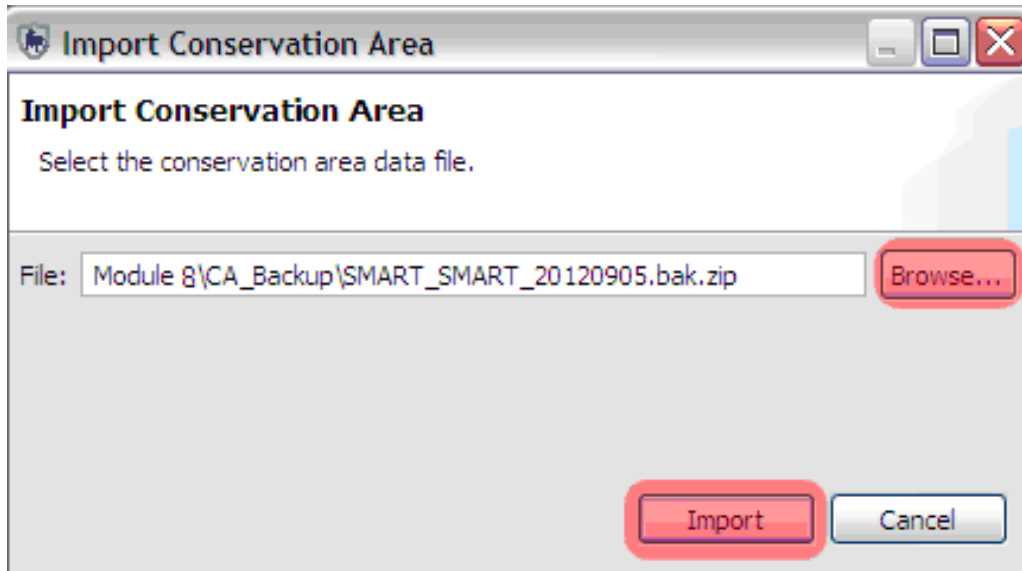 Import Conservation Area
Import Conservation Area
Select the conservation area data file.
File: Module 8\CA_Backup\SMART_SMART_20120905.bak.zip Browse...
Import Cancel